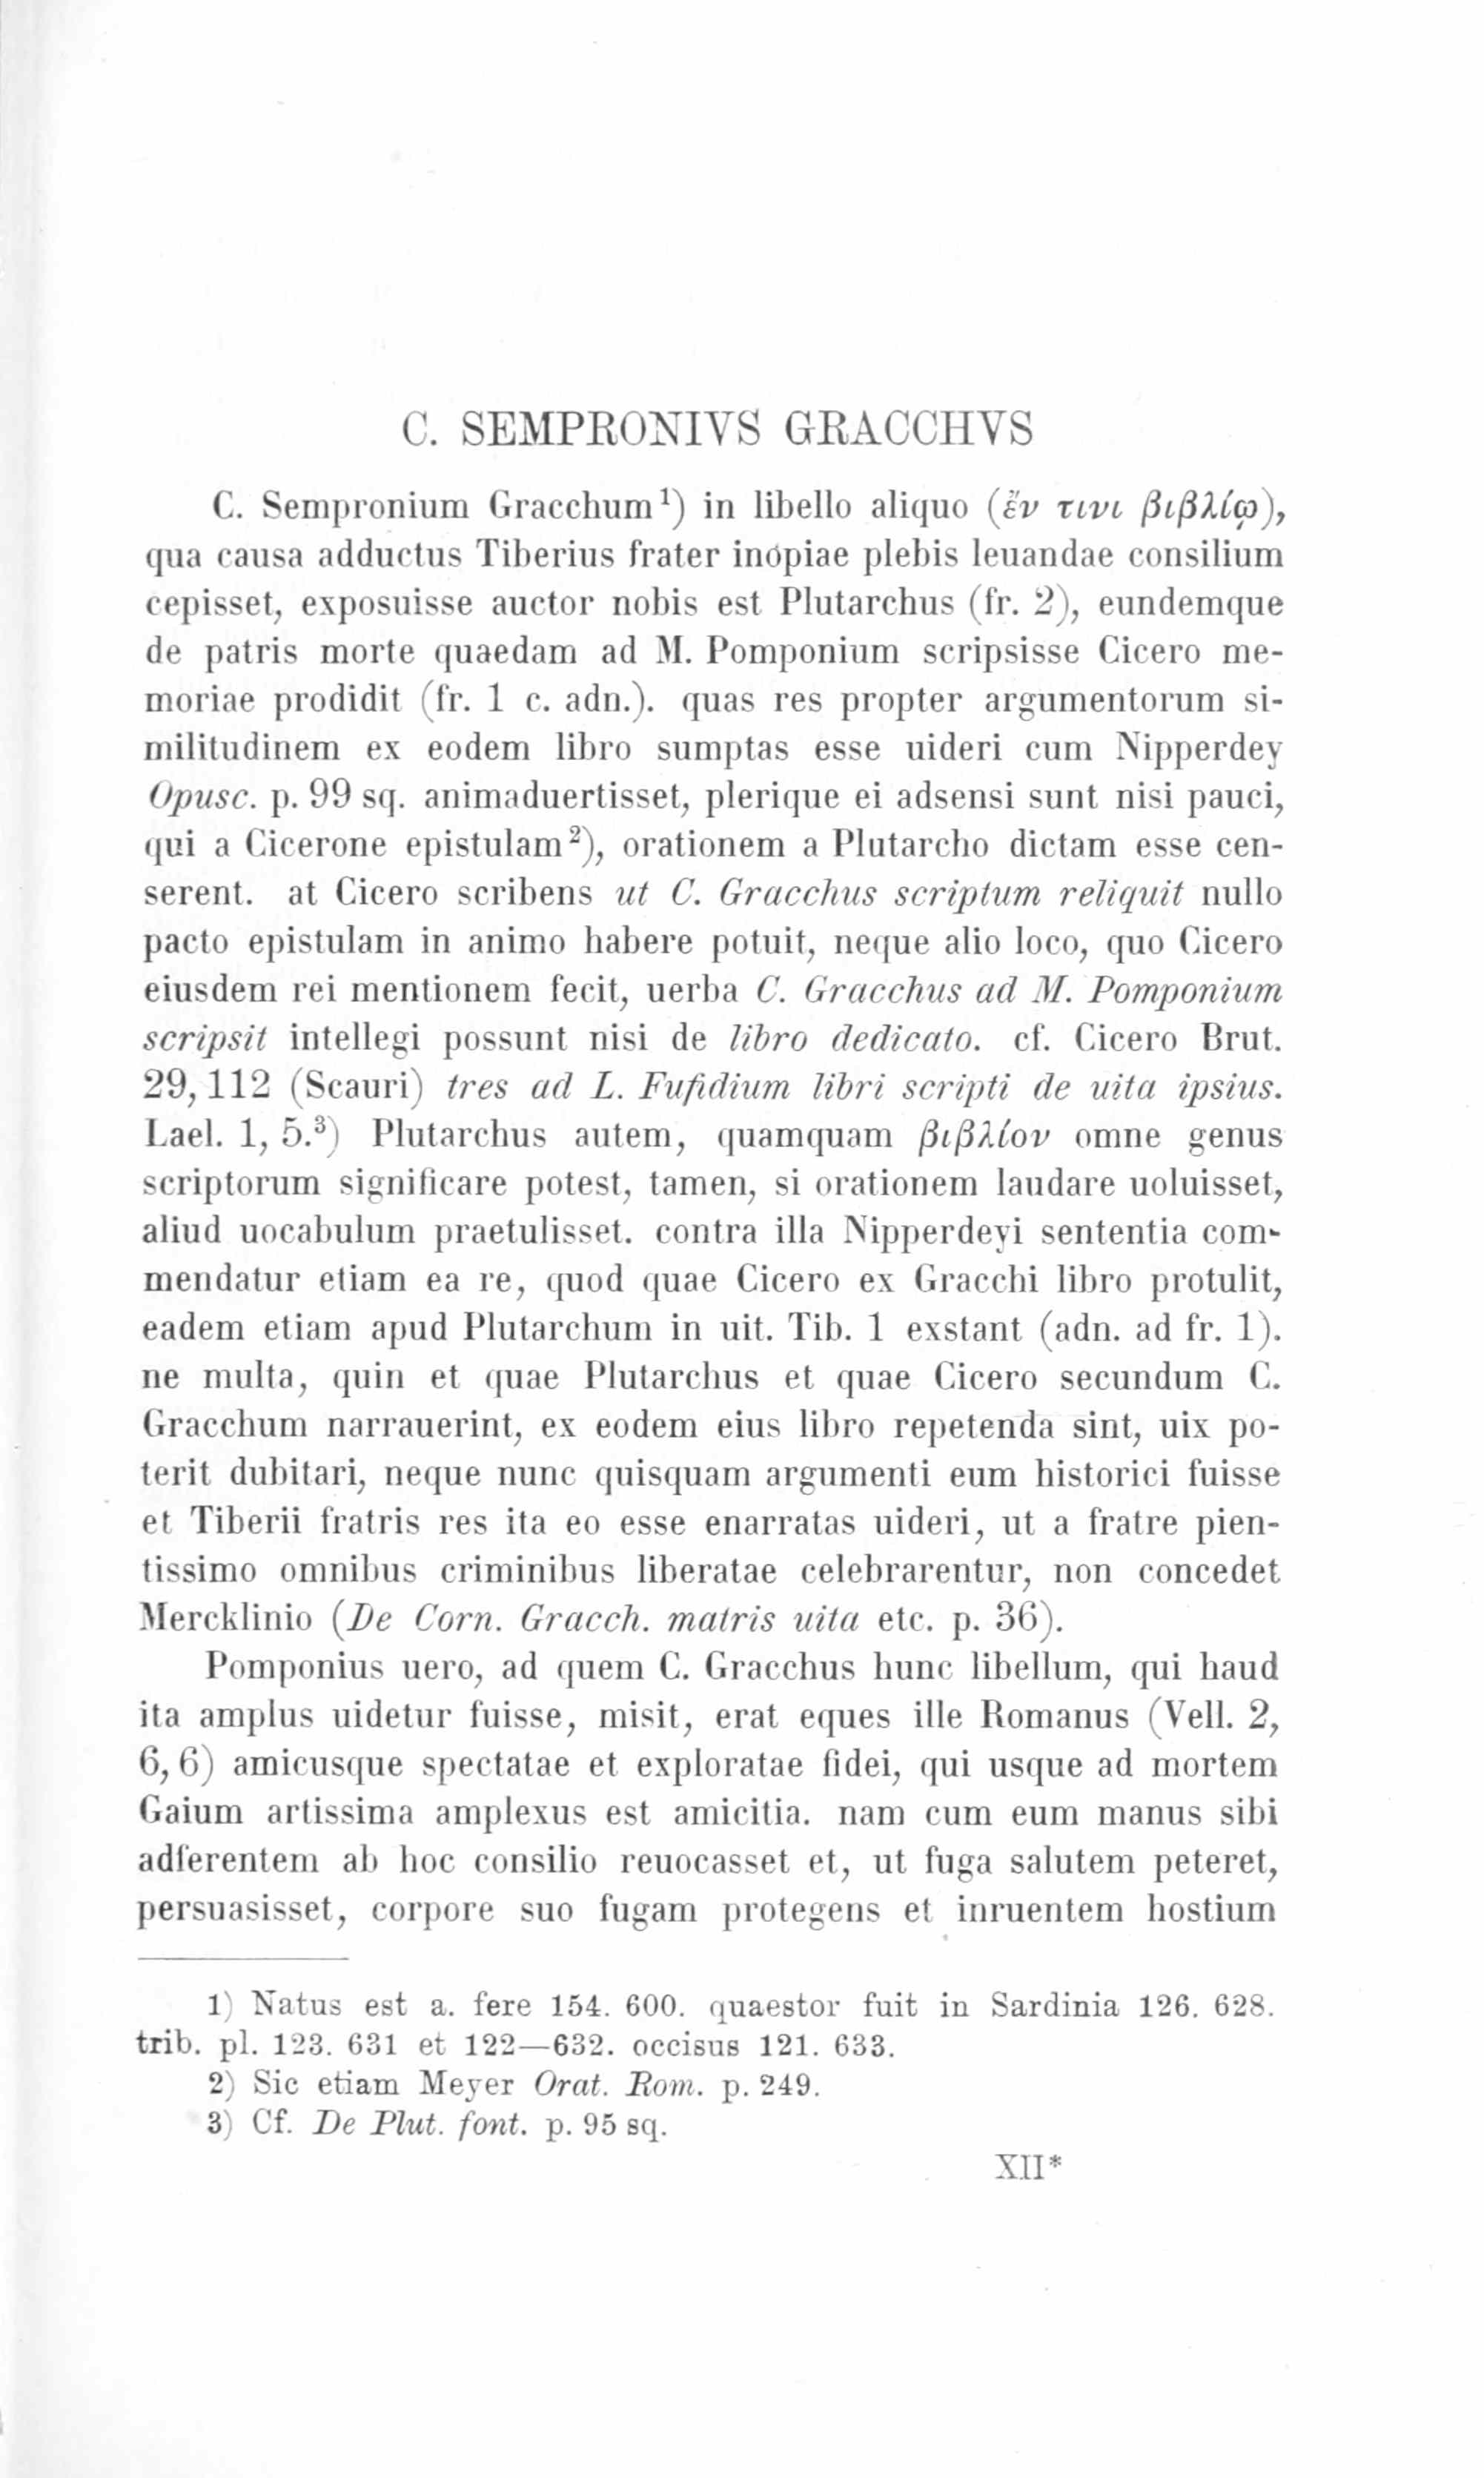 C. SEMPRONIVS GRACCHVS
C. Sempronium Gracchum¹) in libello aliquo (ἔν τινι βιβλίῳ),
qua causa adductus Tiberius frater inopiae plebis leuandae consilium
cepisset, exposuisse auctor nobis est Plutarchus (fr. 2), eundemque
de patris morte quaedam ad M. Pomponium scripsisse Cicero me-
moriae prodidit (fr. 1 c. adn.). quas res propter argumentorum si-
militudinem ex eodem libro sumptas esse uideri cum Nipperdey
Opusc. p. 99 sq. animaduertisset, plerique ei adsensi sunt nisi pauci,
qui a Cicerone epistulam²), orationem a Plutarcho dictam esse cen-
serent. at Cicero scribens ut C. Gracchus scriptum reliquit nullo
pacto epistulam in animo habere potuit, neque alio loco, quo Cicero
eiusdem rei mentionem fecit, uerba C. Gracchus ad M. Pomponium
scripsit intellegi possunt nisi de libro dedicato. cf. Cicero Brut.
29, 112 (Scauri) tres ad L. Fufidium libri scripti de uita ipsius.
Lael. 1, 5.³) Plutarchus autem, quamquam βιβλίον omne genus
scriptorum significare potest, tamen, si orationem laudare uoluisset,
aliud uocabulum praetulisset. contra illa Nipperdeyi sententia com-
mendatur etiam ea re, quod quae Cicero ex Gracchi libro protulit,
eadem etiam apud Plutarchum in uit. Tib. 1 exstant (adn. ad fr. 1).
ne multa, quin et quae Plutarchus et quae Cicero secundum C.
Gracchum narrauerint, ex eodem eius libro repetenda sint, uix po-
terit dubitari, neque nunc quisquam argumenti eum historici fuisse
et Tiberii fratris res ita eo esse enarratas uideri, ut a fratre pien-
tissimo omnibus criminibus liberatae celebrarentur, non concedet
Mercklinio (De Corn. Gracch. matris uita etc. p. 36).
Pomponius uero, ad quem C. Gracchus hunc libellum, qui haud
ita amplus uidetur fuisse, misit, erat eques ille Romanus (Vell. 2,
6, 6) amicusque spectatae et exploratae fidei, qui usque ad mortem
Gaium artissima amplexus est amicitia. nam cum eum manus sibi
adferentem ab hoc consilio reuocasset et, ut fuga salutem peteret,
persuasisset, corpore suo fugam protegens et inruentem hostium
1) Natus est a. fere 154. 600. quaestor fuit in Sardinia 126. 628.
trib. pl. 123. 631 et 122—632. occisus 121. 633.
2) Sic etiam Meyer Orat. Rom. p. 249.
3) Cf. De Plut. font. p. 95 sq.
XII*